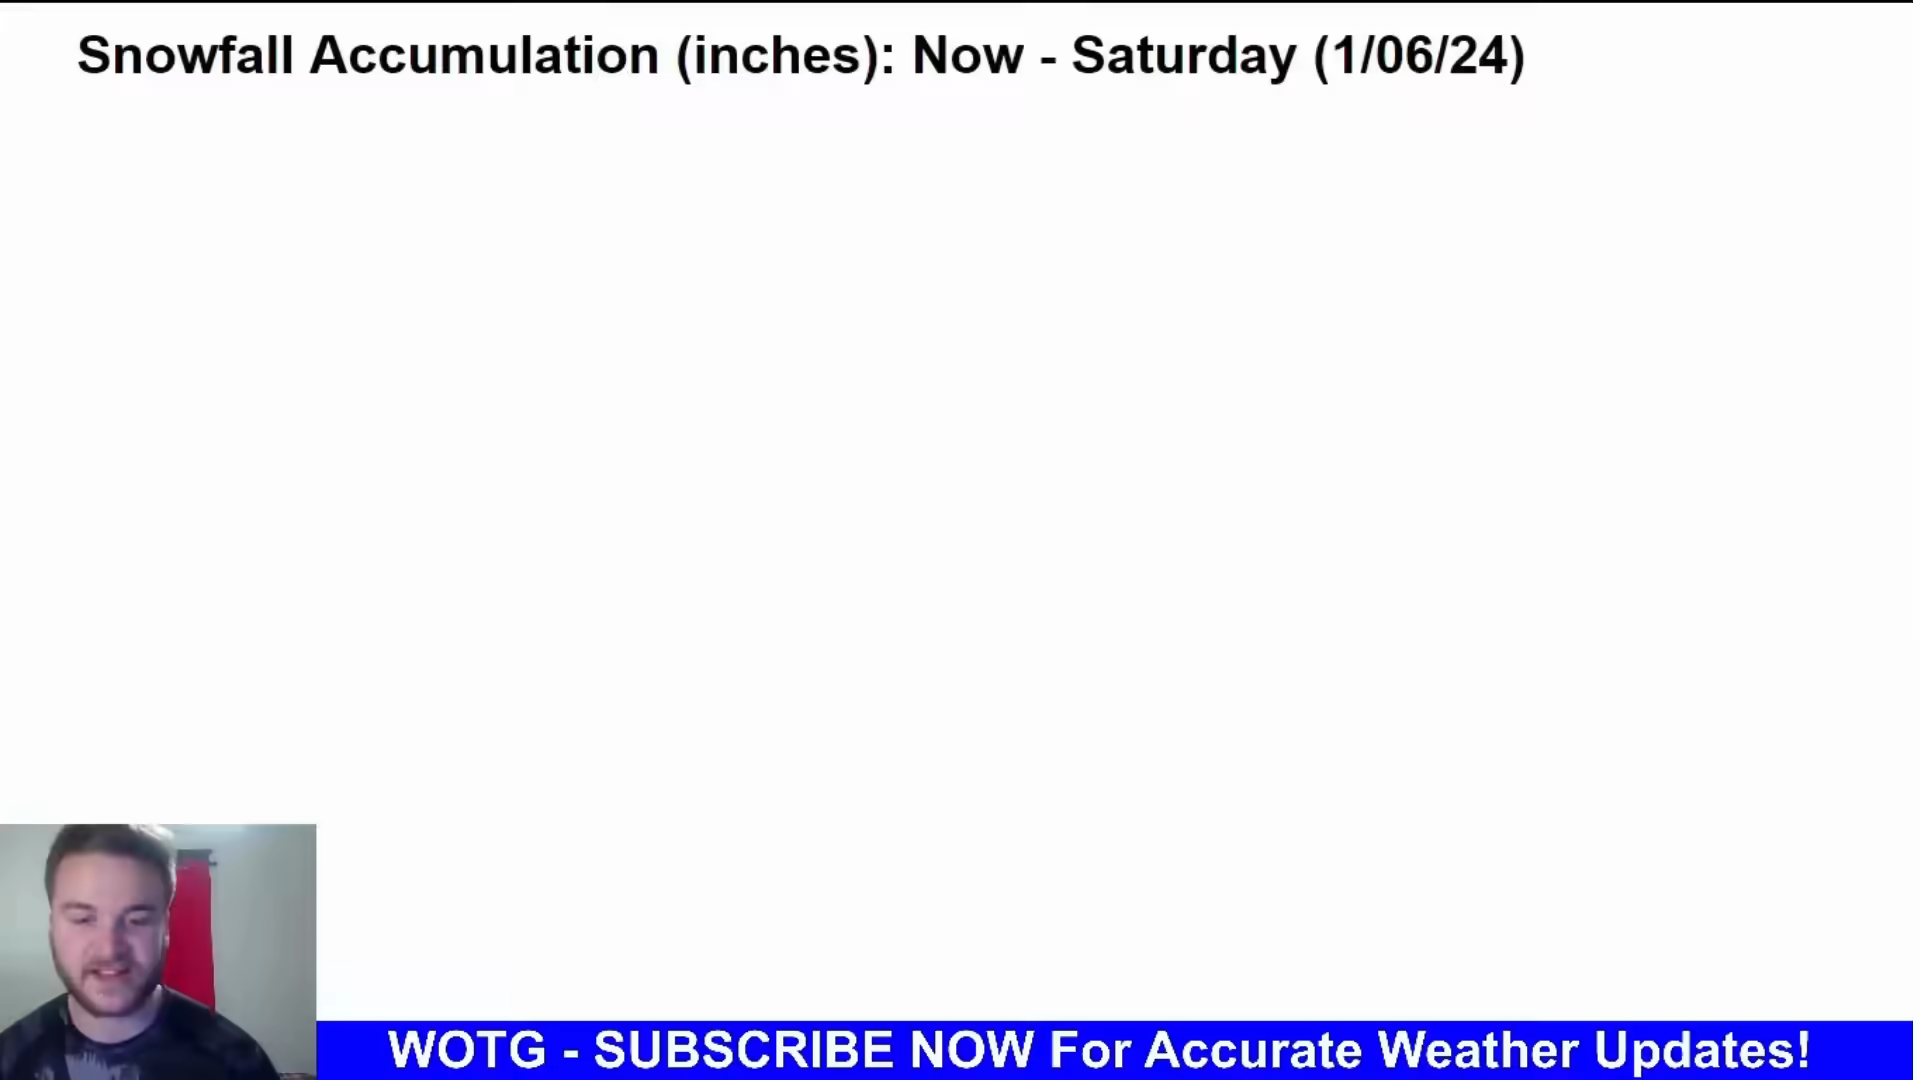 Snowfall Accumulation (inches): Now - Saturday (1/06/24)
WOTG - SUBSCRIBE NOW For Accurate Weather Updates!